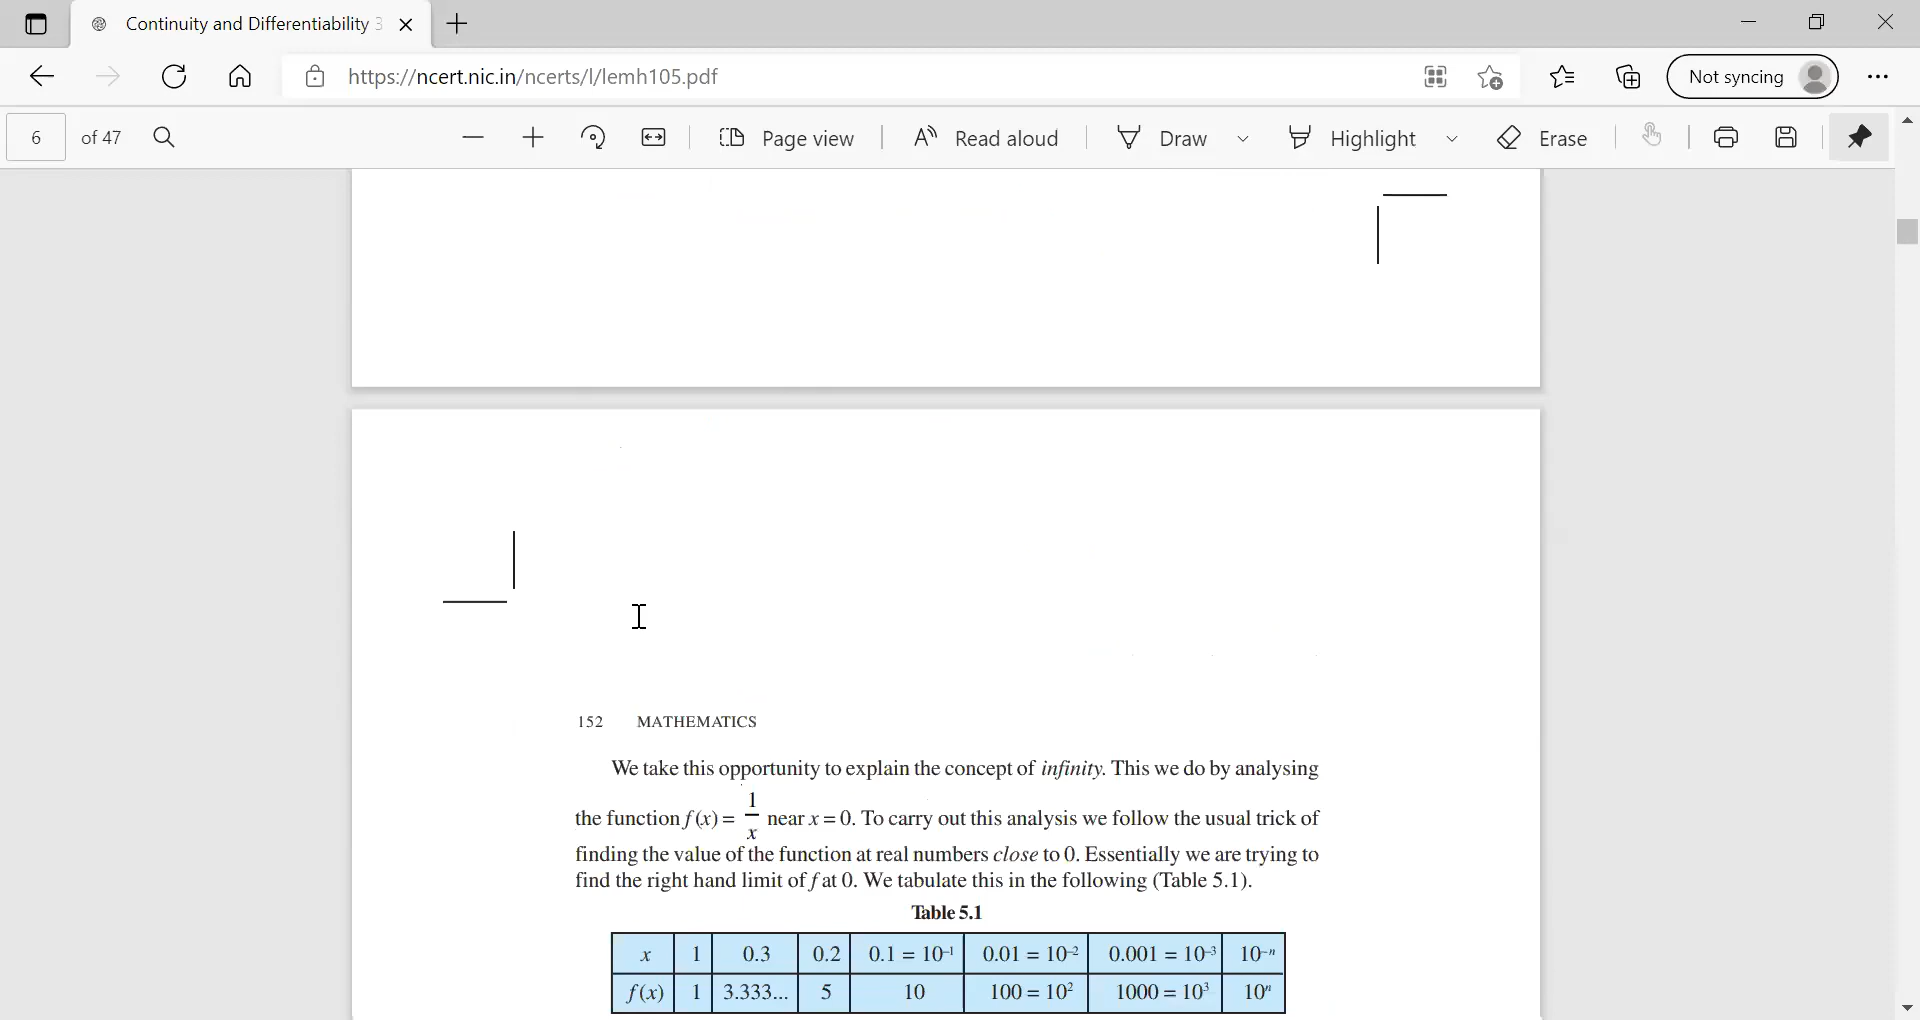 Continuity and Differentiability 3
https://ncert.nic.in/ncerts/l/lemh105.pdf
Not syncing
6 of 47
Page view
Read aloud
Draw
Highlight
Erase
152 MATHEMATICS
We take this opportunity to explain the concept of infinity. This we do by analysing
the function f (x) = 1/x near x = 0. To carry out this analysis we follow the usual trick of
finding the value of the function at real numbers close to 0. Essentially we are trying to
find the right hand limit of f at 0. We tabulate this in the following (Table 5.1).
Table 5.1
x 1 0.3 0.2 0.1 = 10⁻¹ 0.01 = 10⁻² 0.001 = 10⁻³ 10⁻ⁿ
f (x) 1 3.333... 5 10 100 = 10² 1000 = 10³ 10ⁿ